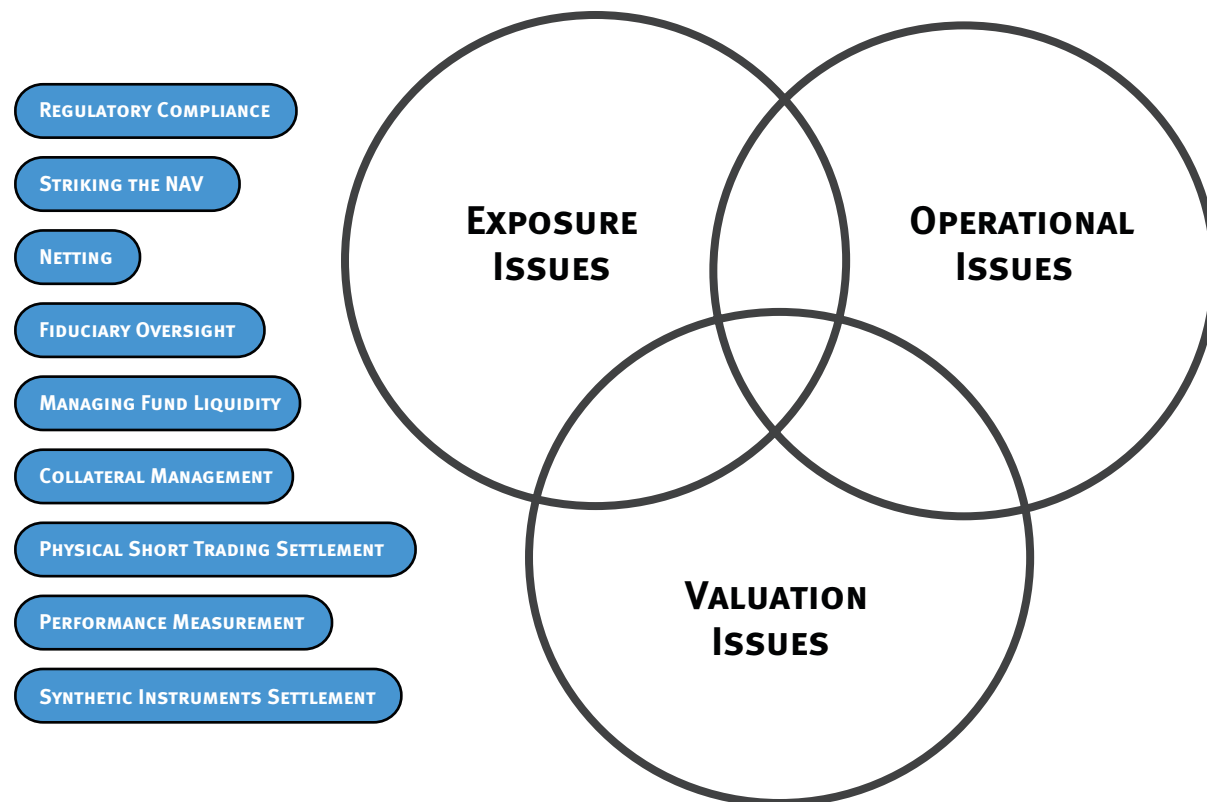 Regulatory Compliance
Striking the NAV
Netting
Fiduciary Oversight
Managing Fund Liquidity
Collateral Management
Physical Short Trading Settlement
Performance Measurement
Synthetic Instruments Settlement
Exposure
Issues
Operational
Issues
Valuation
Issues